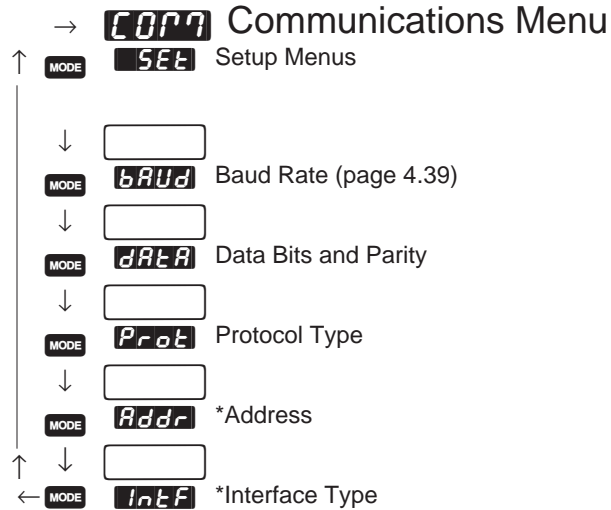 → COM Communications Menu
↑ MODE SEt Setup Menus
↓
MODE bAUd Baud Rate (page 4.39)
↓
MODE dAtA Data Bits and Parity
↓
MODE Prot Protocol Type
↓
MODE Addr *Address
↑ ↓
← MODE IntF *Interface Type